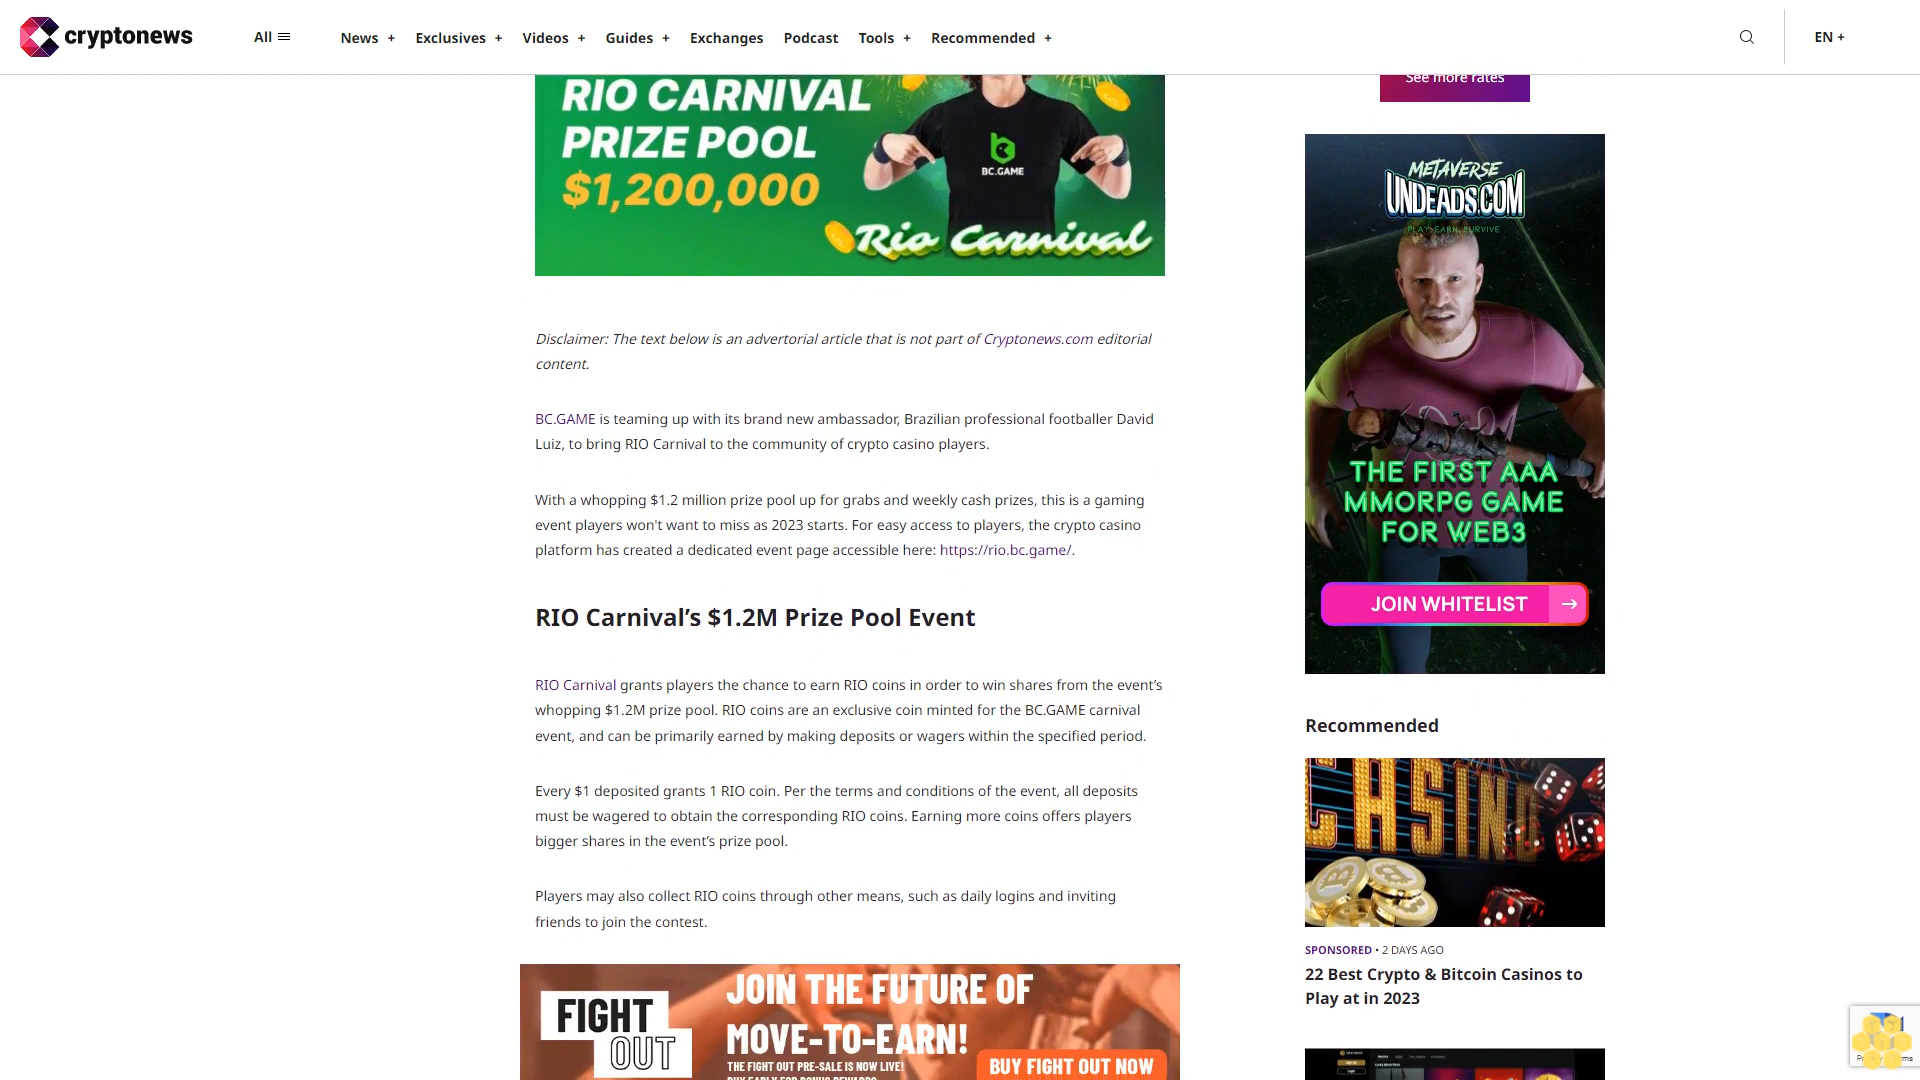 cryptonews
All
News +
Exclusives +
Videos +
Guides +
Exchanges
Podcast
Tools +
Recommended +
EN +
RIO CARNIVAL
PRIZE POOL
$1,200,000
BC.GAME
Rio Carnival
Disclaimer: The text below is an advertorial article that is not part of Cryptonews.com editorial
content.
BC.GAME is teaming up with its brand new ambassador, Brazilian professional footballer David
Luiz, to bring RIO Carnival to the community of crypto casino players.
With a whopping $1.2 million prize pool up for grabs and weekly cash prizes, this is a gaming
event players won't want to miss as 2023 starts. For easy access to players, the crypto casino
platform has created a dedicated event page accessible here: https://rio.bc.game/.
RIO Carnival’s $1.2M Prize Pool Event
RIO Carnival grants players the chance to earn RIO coins in order to win shares from the event’s
whopping $1.2M prize pool. RIO coins are an exclusive coin minted for the BC.GAME carnival
event, and can be primarily earned by making deposits or wagers within the specified period.
Every $1 deposited grants 1 RIO coin. Per the terms and conditions of the event, all deposits
must be wagered to obtain the corresponding RIO coins. Earning more coins offers players
bigger shares in the event’s prize pool.
Players may also collect RIO coins through other means, such as daily logins and inviting
friends to join the contest.
FIGHT
OUT
JOIN THE FUTURE OF
MOVE-TO-EARN!
THE FIGHT OUT PRE-SALE IS NOW LIVE!
BUY EARLY FOR BONUS REWARDS
BUY FIGHT OUT NOW
See more rates
METAVERSE
UNDEADS.COM
PLAY, EARN, SURVIVE
THE FIRST AAA
MMORPG GAME
FOR WEB3
JOIN WHITELIST
Recommended
CASINO
SPONSORED • 2 DAYS AGO
22 Best Crypto & Bitcoin Casinos to
Play at in 2023